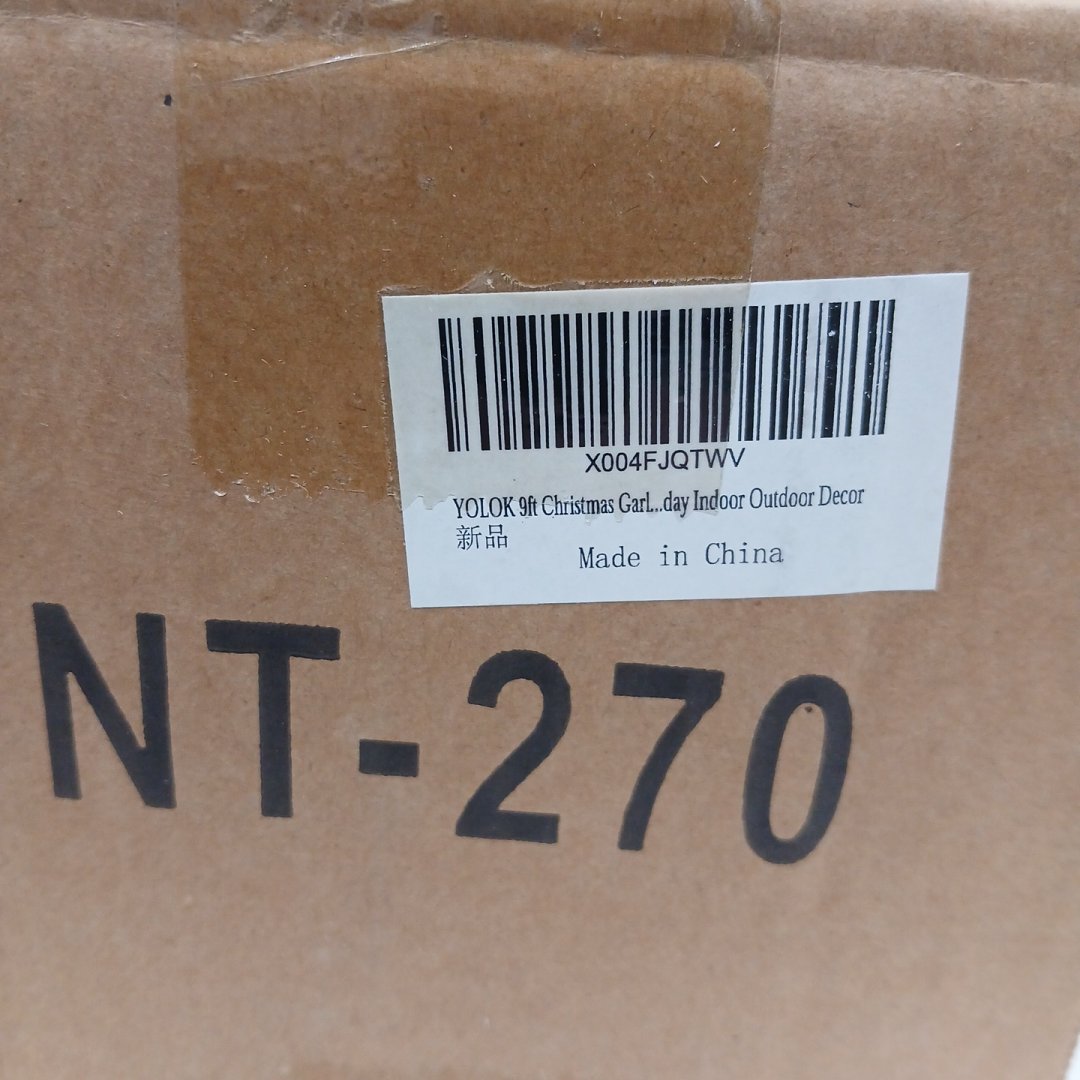 X004FJQTWV
YOLOK 9ft Christmas Garl...day Indoor Outdoor Decor
新品
Made in China
NT-270